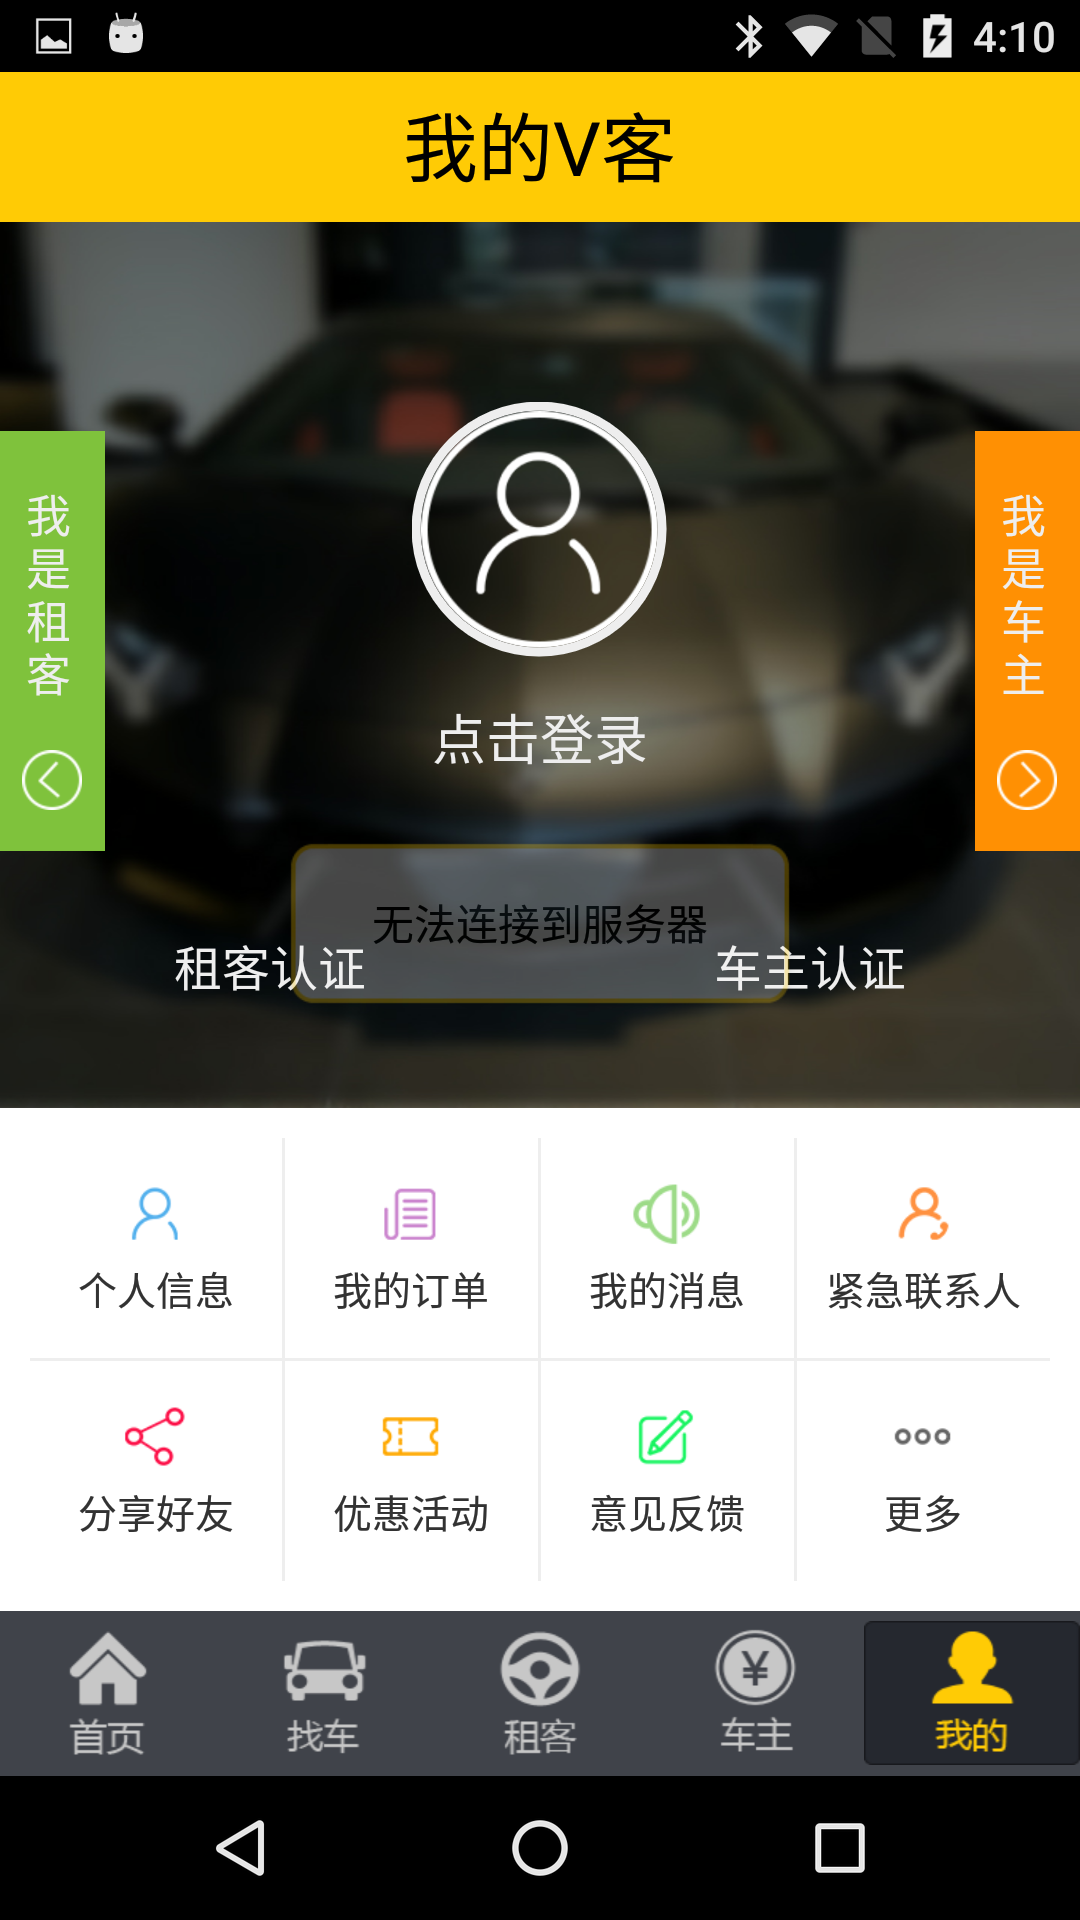 4:10
我的V客
我是租客
我是车主
点击登录
无法连接到服务器
租客认证
车主认证
个人信息
我的订单
我的消息
紧急联系人
分享好友
优惠活动
意见反馈
更多
首页
找车
租客
¥
车主
我的